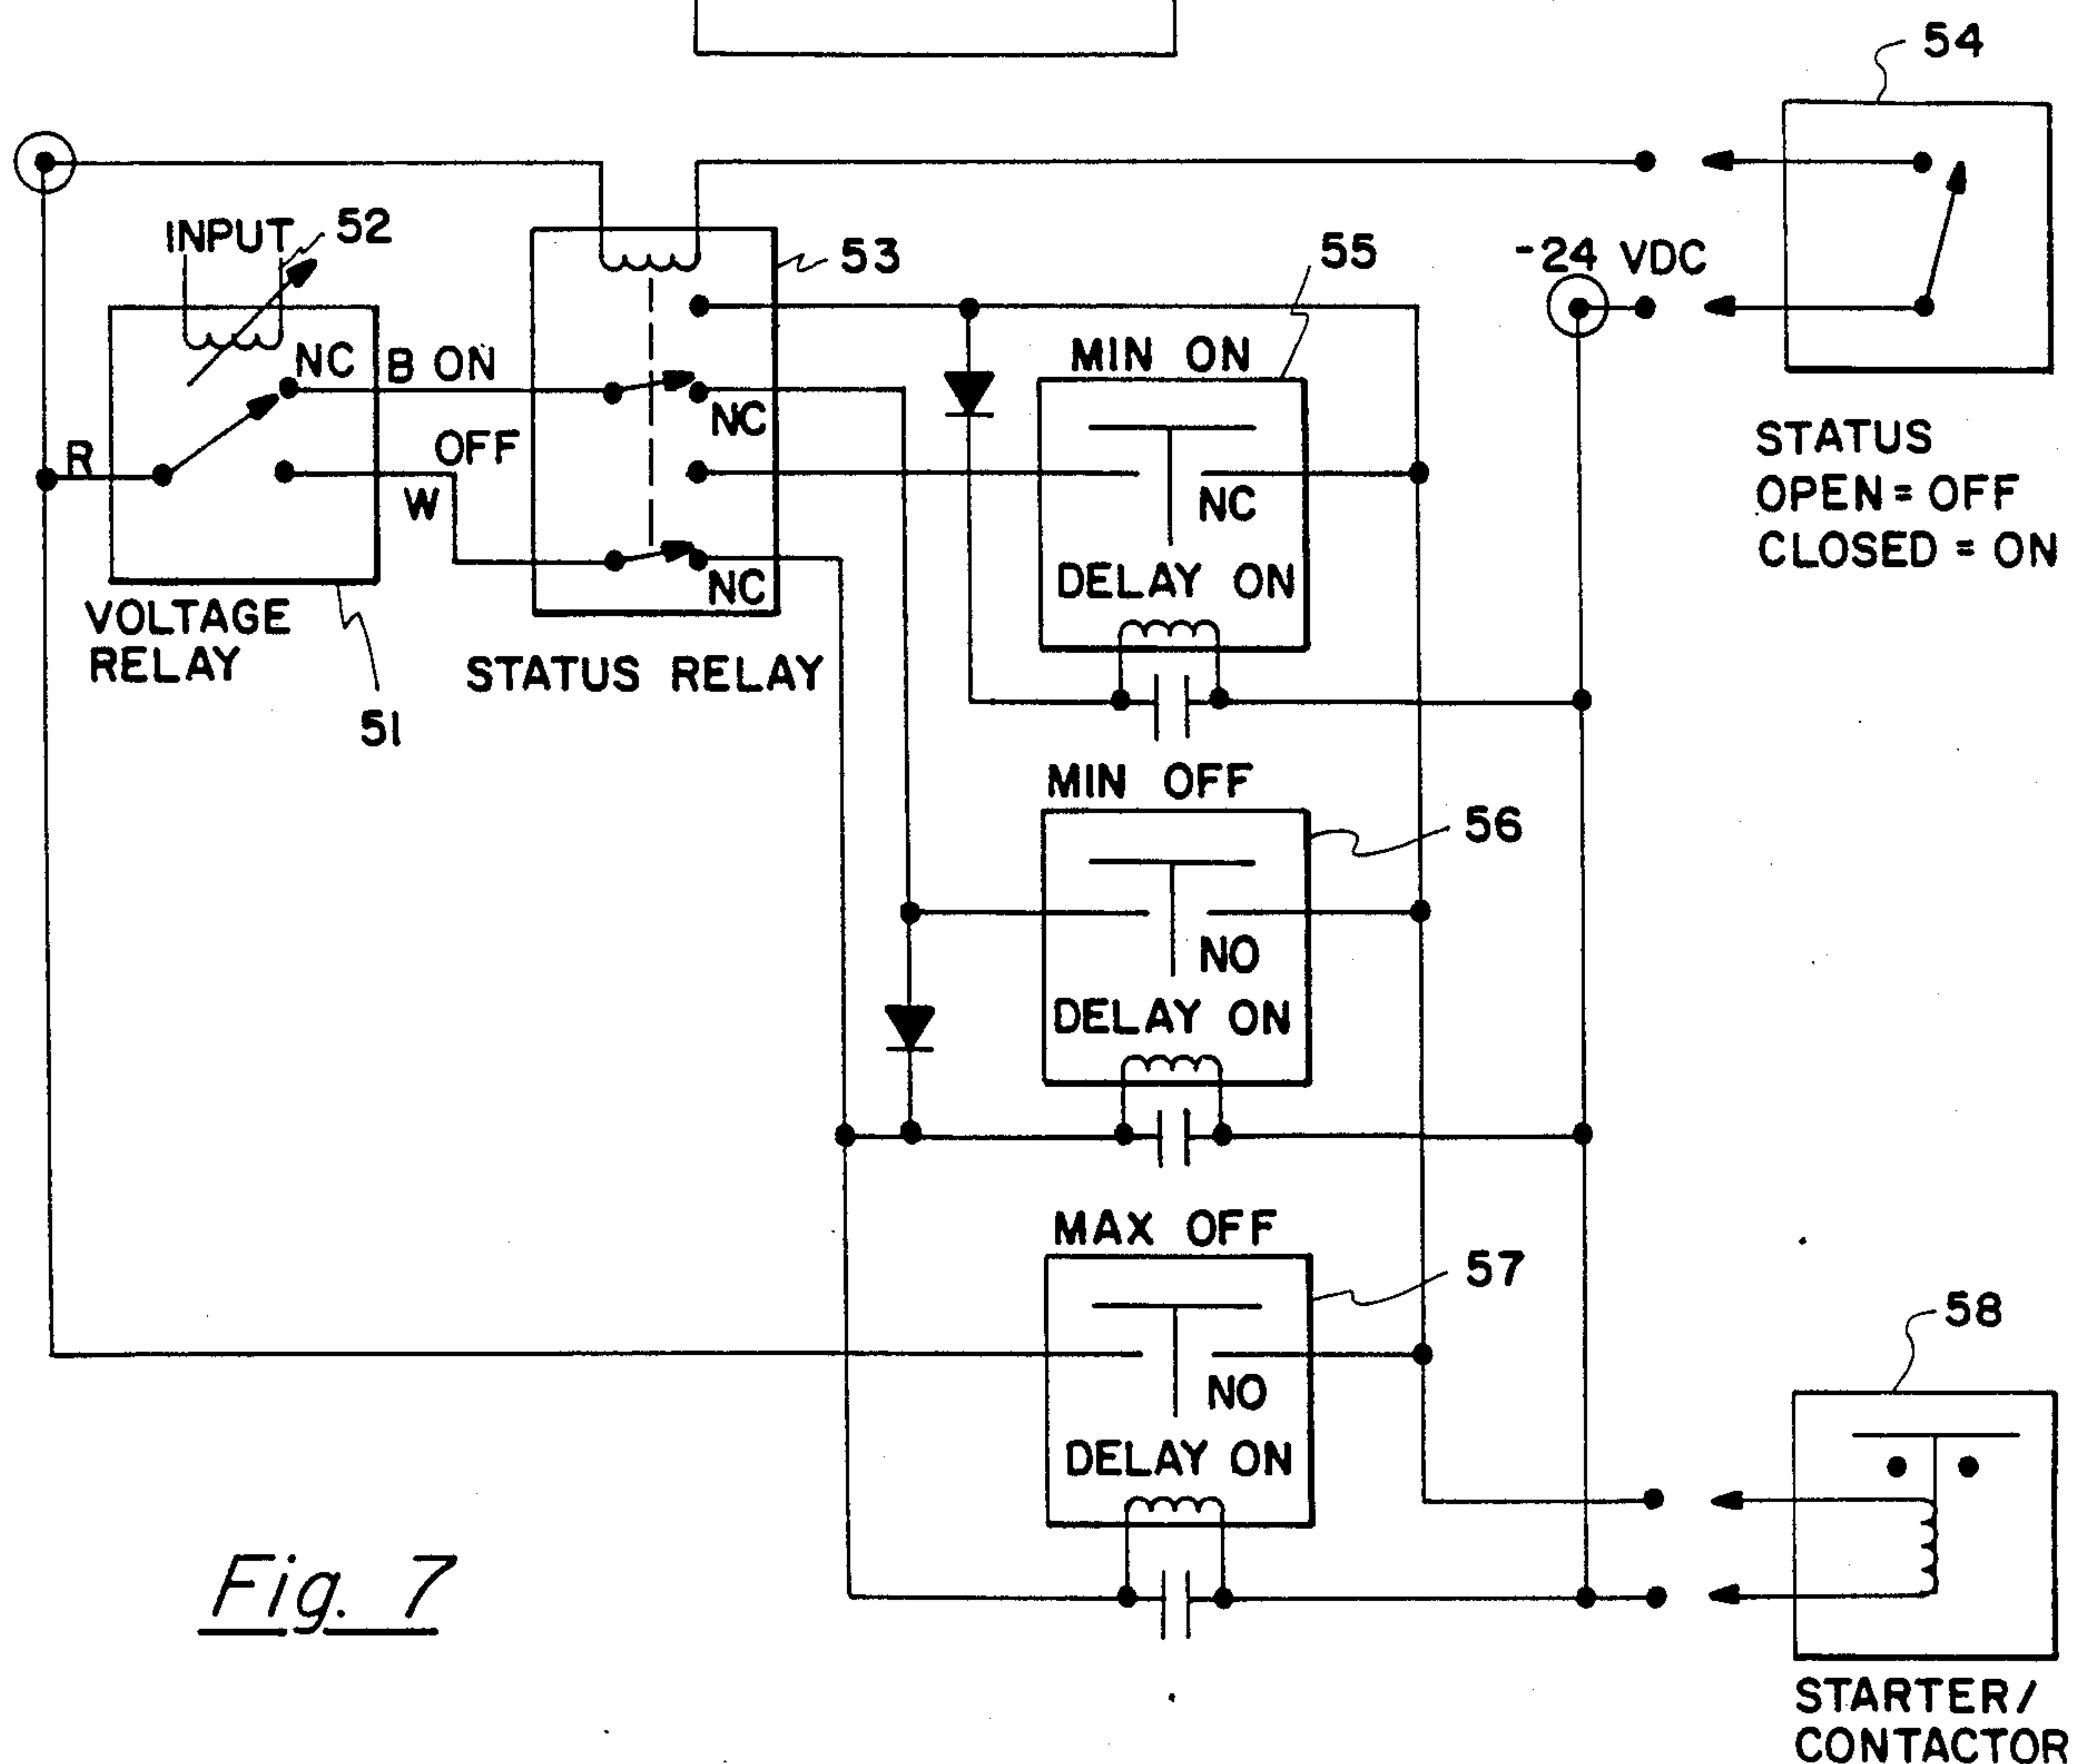 54
INPUT
52
53
55
-24 VDC
NC
B ON
MIN ON
NC
R
OFF
W
NC
STATUS
OPEN = OFF
CLOSED = ON
DELAY ON
NC
VOLTAGE
RELAY
STATUS RELAY
51
MIN OFF
56
NO
DELAY ON
MAX OFF
57
58
NO
DELAY ON
Fig. 7
STARTER/
CONTACTOR